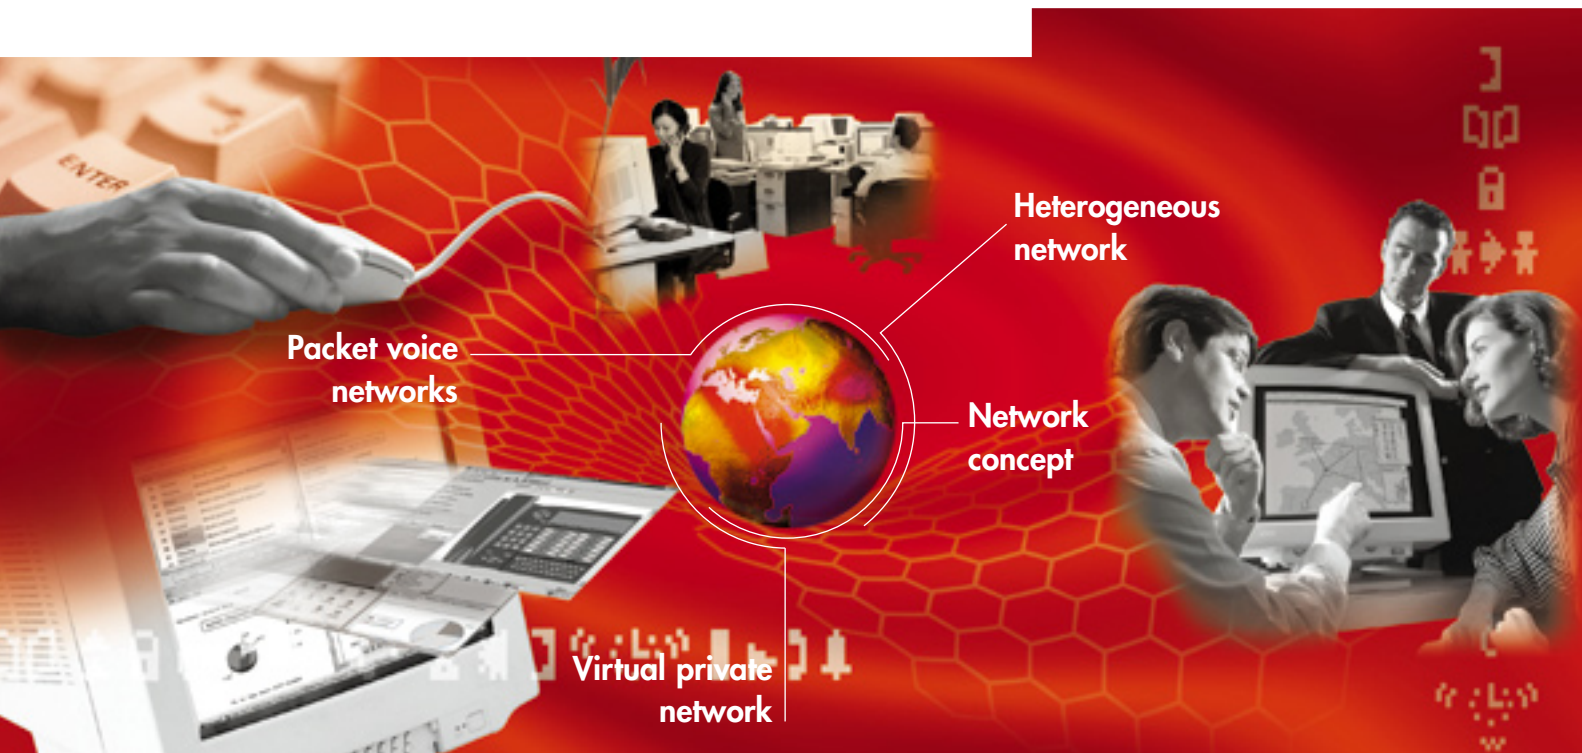 ENTER
Heterogeneous
network
Packet voice
networks
Network
concept
Virtual private
network